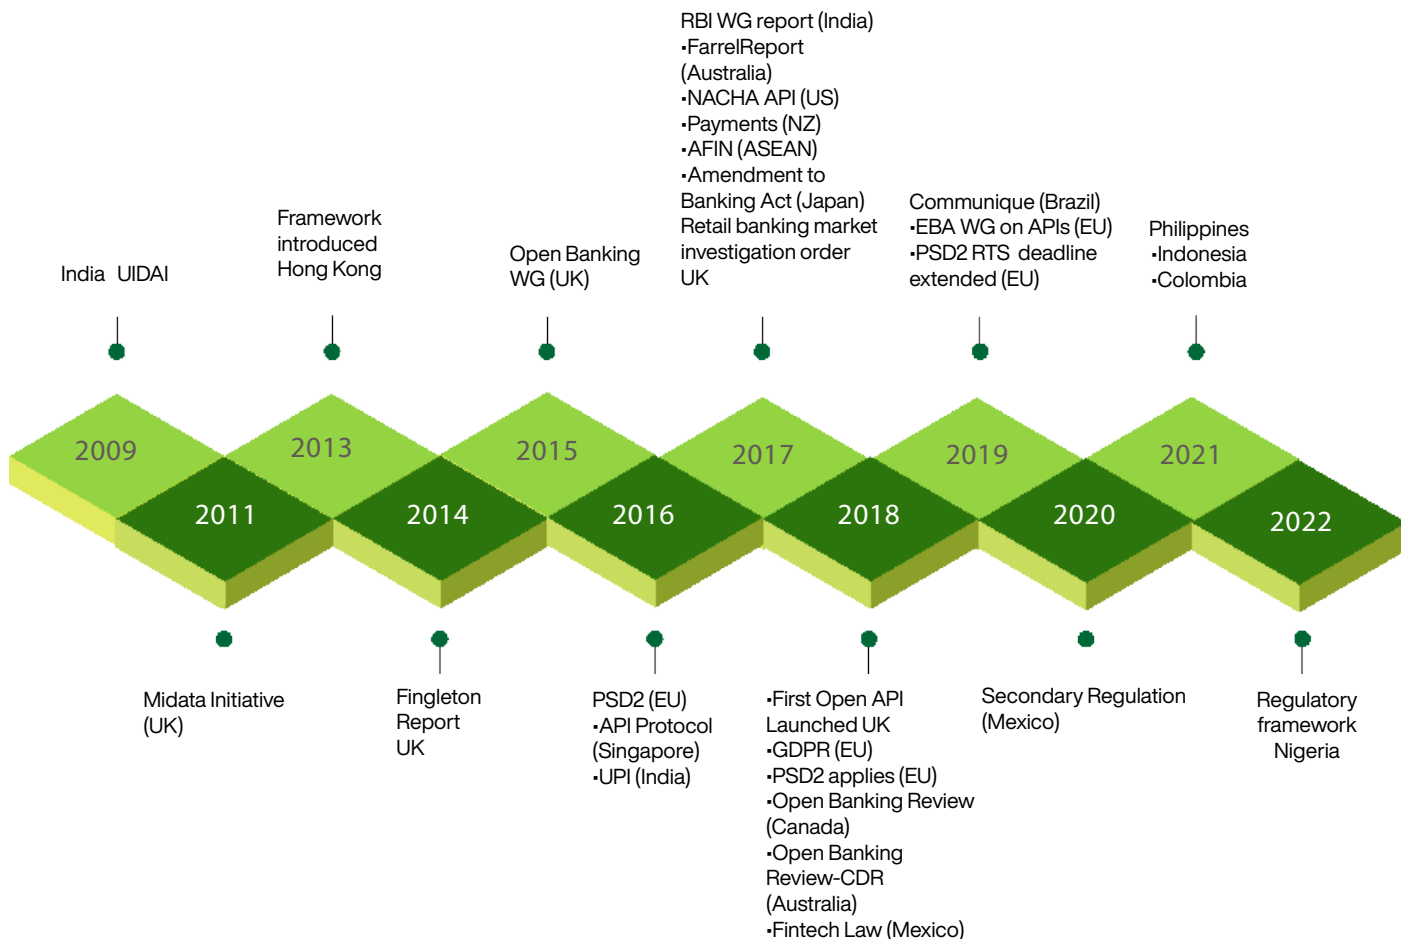 RBI WG report (India)
▪FarrelReport
(Australia)
▪NACHA API (US)
▪Payments (NZ)
▪AFIN (ASEAN)
▪Amendment to
Banking Act (Japan)
Retail banking market
investigation order
UK
Communique (Brazil)
▪EBA WG on APIs (EU)
▪PSD2 RTS deadline
extended (EU)
Philippines
▪Indonesia
▪Colombia
Framework
introduced
Hong Kong
Open Banking
WG (UK)
India UIDAI
2009
2013
2015
2017
2019
2021
2011
2014
2016
2018
2020
2022
Midata Initiative
(UK)
Fingleton
Report
UK
PSD2 (EU)
▪API Protocol
(Singapore)
▪UPI (India)
▪First Open API
Launched UK
▪GDPR (EU)
▪PSD2 applies (EU)
▪Open Banking Review
(Canada)
▪Open Banking
Review-CDR
(Australia)
▪Fintech Law (Mexico)
Secondary Regulation
(Mexico)
Regulatory
framework
Nigeria